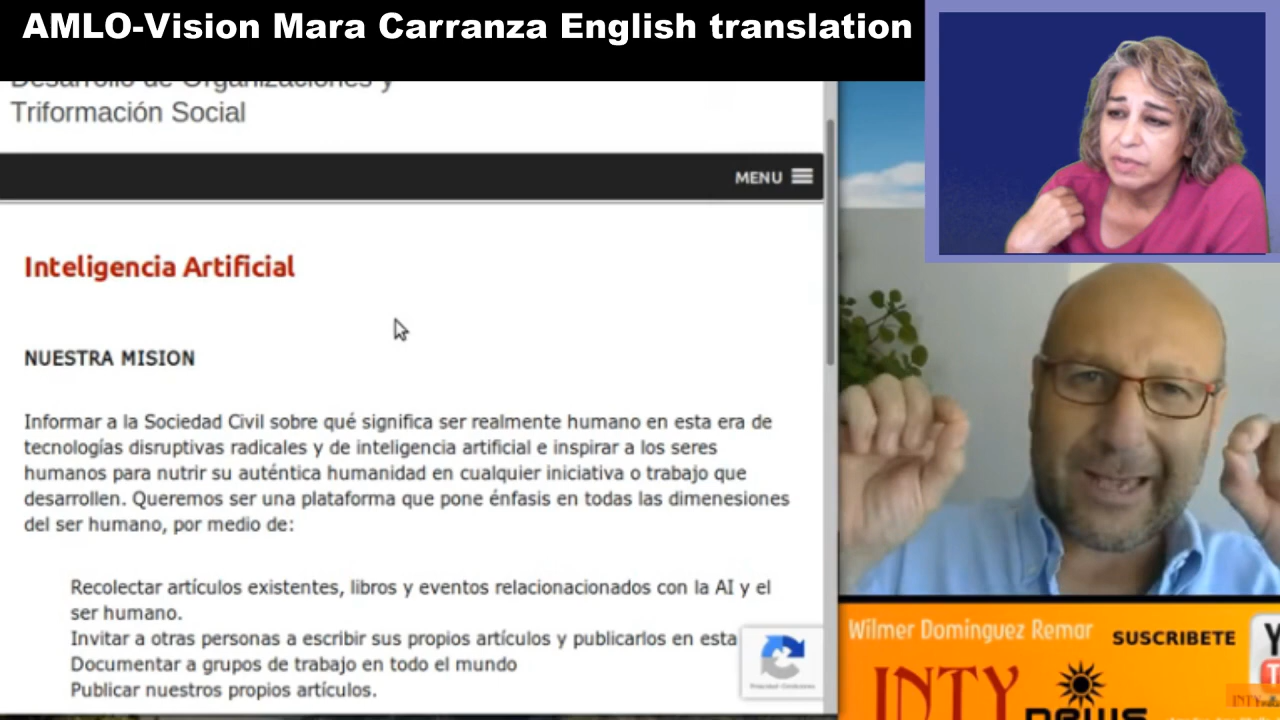 AMLO-Vision Mara Carranza English translation
Desarrollo de Organizaciones y
Triformación Social
MENU
Inteligencia Artificial
NUESTRA MISION
Informar a la Sociedad Civil sobre qué significa ser realmente humano en esta era de
tecnologías disruptivas radicales y de inteligencia artificial e inspirar a los seres
humanos para nutrir su auténtica humanidad en cualquier iniciativa o trabajo que
desarrollen. Queremos ser una plataforma que pone énfasis en todas las dimenesiones
del ser humano, por medio de:
Recolectar artículos existentes, libros y eventos relacionacionados con la AI y el
ser humano.
Invitar a otras personas a escribir sus propios artículos y publicarlos en esta
Documentar a grupos de trabajo en todo el mundo
Publicar nuestros propios artículos.
Wilmer Dominguez Remar
SUSCRIBETE
INTY
news